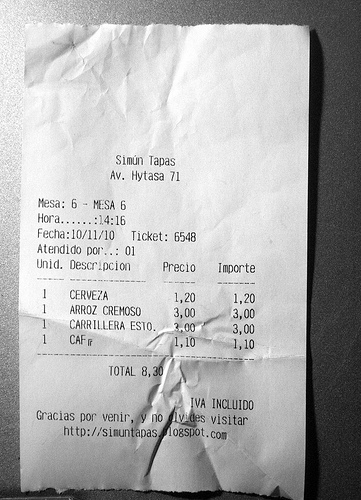 Simún Tapas
Av. Hytasa 71
Mesa: 6 - MESA 6
Hora......:14:16
Fecha:10/11/10 Ticket: 6548
Atendido por..: 01
Unid. Descripcion Precio Importe
1 CERVEZA 1,20 1,20
1 ARROZ CREMOSO 3,00 3,00
1 CARRILLERA ESTO. 3,00 3,00
1 CAF 1,10 1,10
TOTAL 8,30
IVA INCLUIDO
Gracias por venir, y no olvides visitar
http://simuntapas.blogspot.com